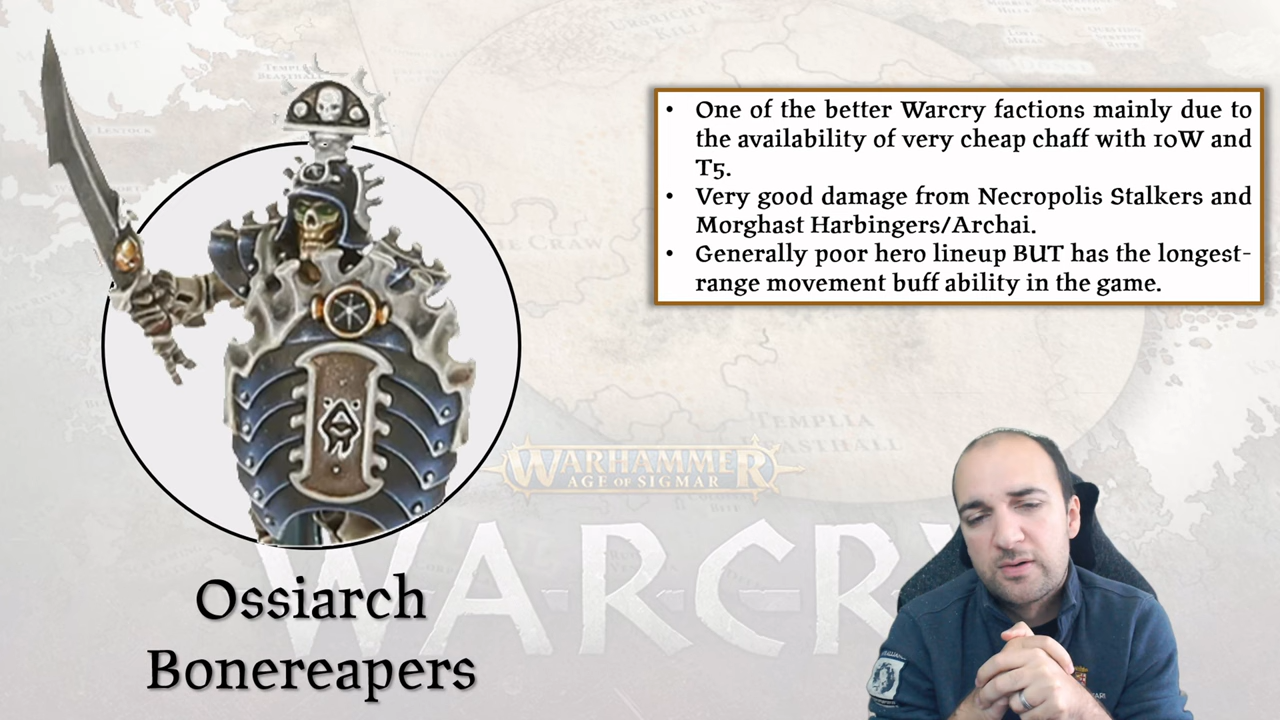 • One of the better Warcry factions mainly due to
the availability of very cheap chaff with 10W and
T5.
• Very good damage from Necropolis Stalkers and
Morghast Harbingers/Archai.
• Generally poor hero lineup BUT has the longest-
range movement buff ability in the game.
TEMPLIA
WARHAMMER
AGE OF SIGMAR
WARCRY
Ossiarch
Bonereapers